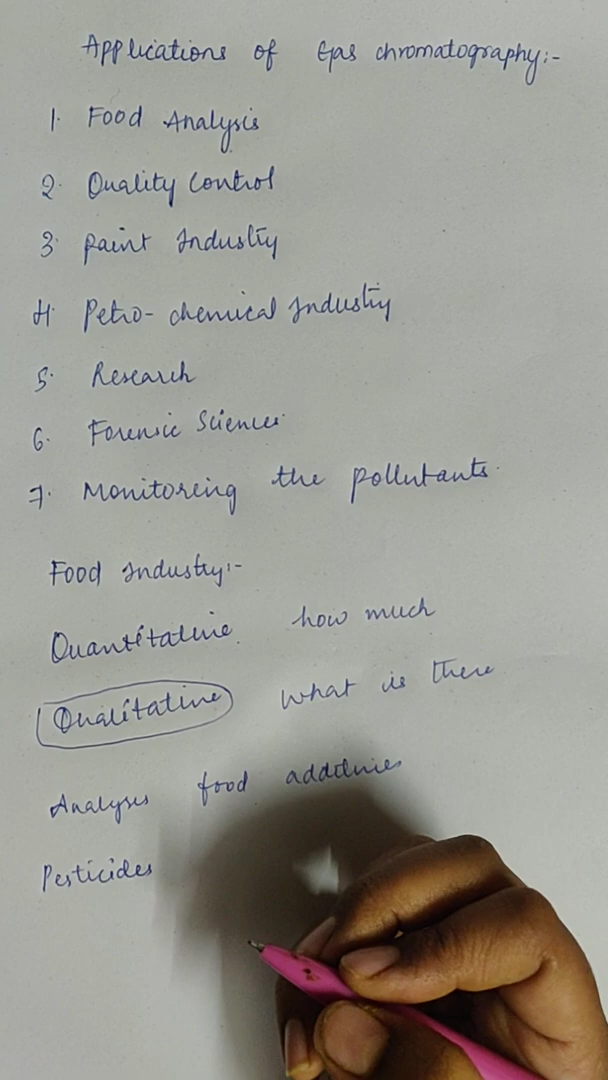 Applications of Gas chromatography:-
1. Food Analysis
2. Quality Control
3. paint Industry
4. Petro-chemical Industry
5. Research
6. Forensic Sciences
7. Monitoring the pollutants.
Food Industry:-
Quantitative. how much
Qualitative what is there
Analyses food additives
Pesticides